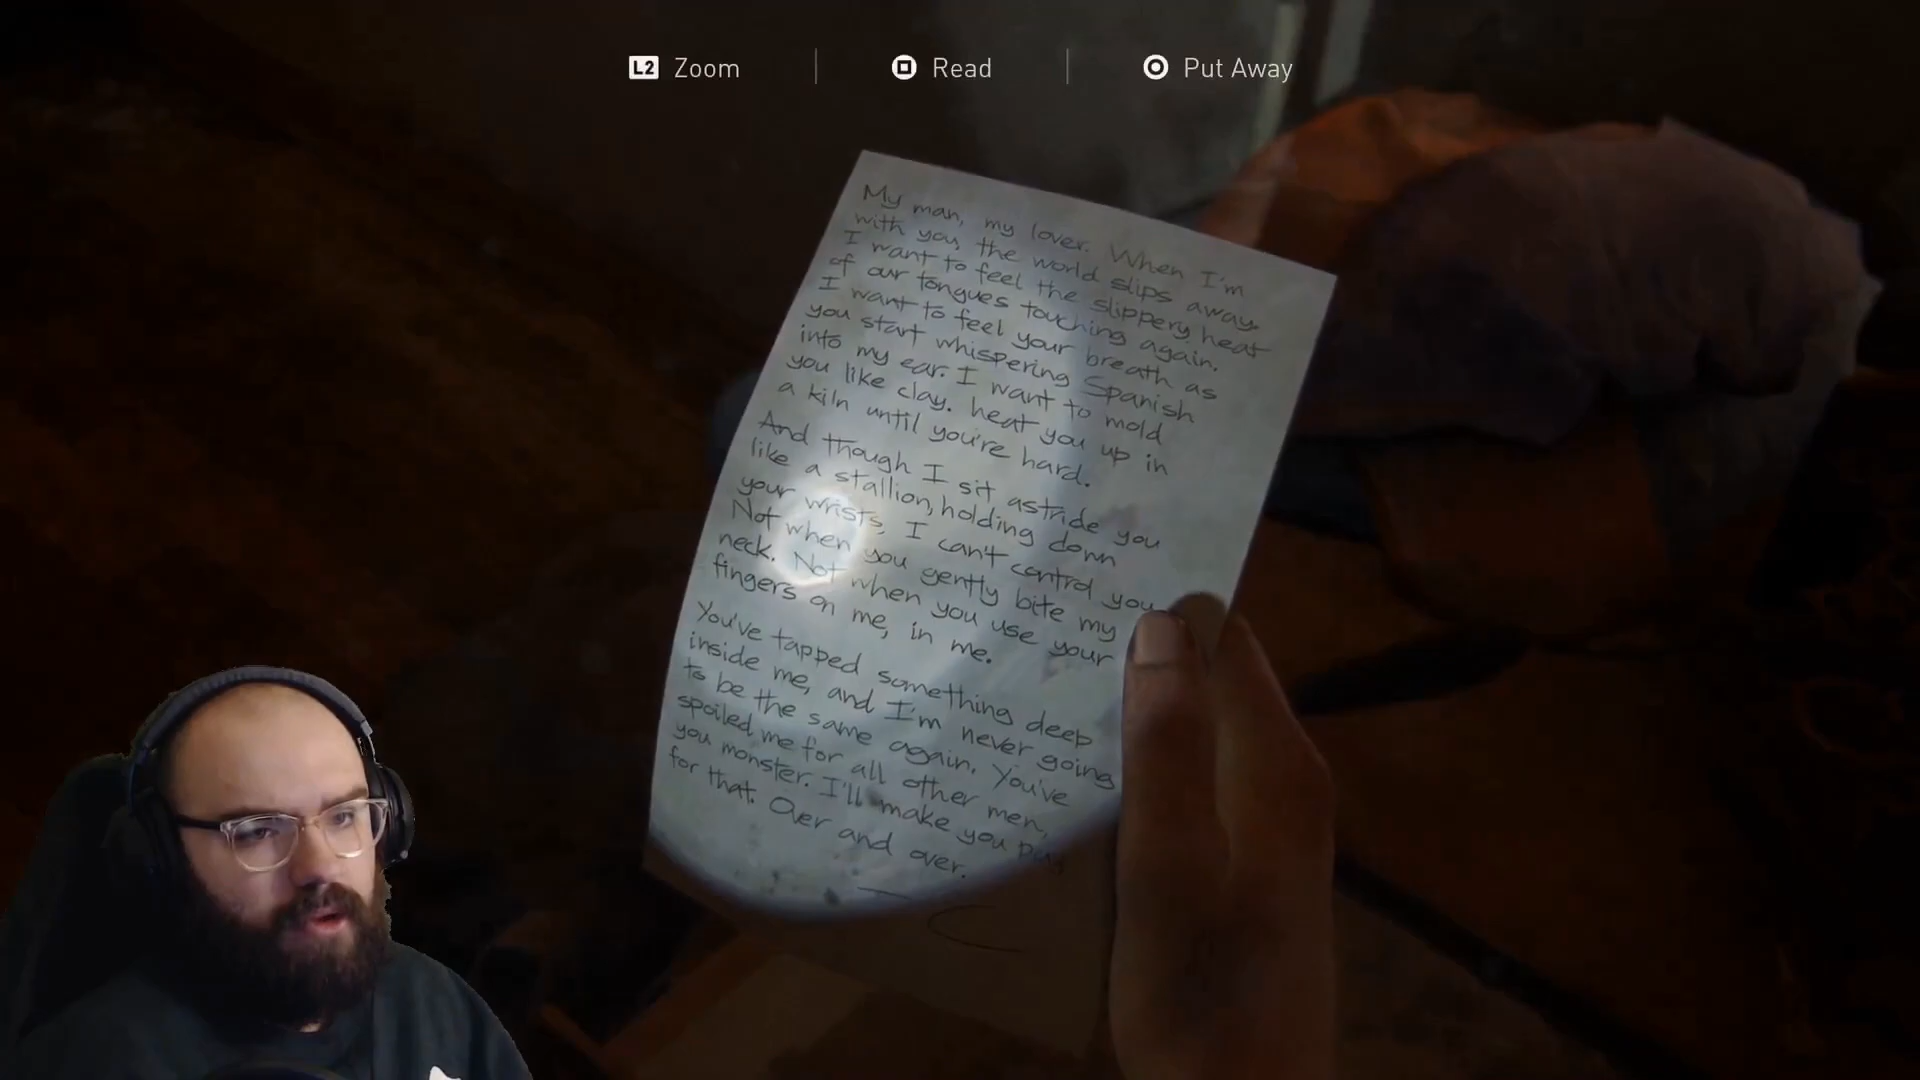 L2 Zoom Read Put Away
My man, my lover. When I'm
with you, the world slips away.
I want to feel the slippery heat
of our tongues touching again.
I want to feel your breath as
you start whispering Spanish
into my ear. I want to mold
you like clay. heat you up in
a kiln until you're hard.
And though I sit astride you
like a stallion, holding down
your wrists, I can't control you
Not when you gently bite my
neck. Not when you use your
fingers on me, in me.
You've tapped something deep
inside me, and I'm never going
to be the same again. You've
spoiled me for all other men,
you monster. I'll make you pay
for that. Over and over.